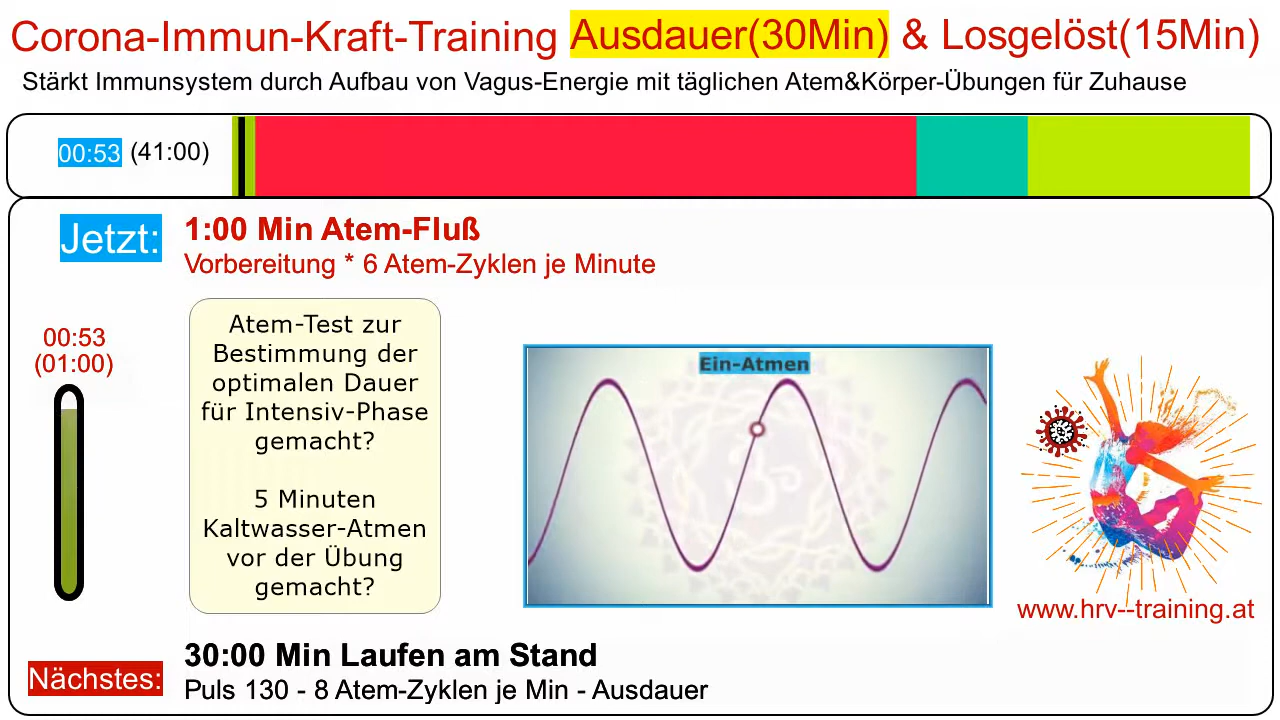 Corona-Immun-Kraft-Training Ausdauer(30Min) & Losgelöst(15Min)
Stärkt Immunsystem durch Aufbau von Vagus-Energie mit täglichen Atem&Körper-Übungen für Zuhause
00:53 (41:00)
Jetzt:
1:00 Min Atem-Fluß
Vorbereitung * 6 Atem-Zyklen je Minute
00:53
(01:00)
Atem-Test zur
Bestimmung der
optimalen Dauer
für Intensiv-Phase
gemacht?
5 Minuten
Kaltwasser-Atmen
vor der Übung
gemacht?
Ein-Atmen
www.hrv--training.at
Nächstes:
30:00 Min Laufen am Stand
Puls 130 - 8 Atem-Zyklen je Min - Ausdauer